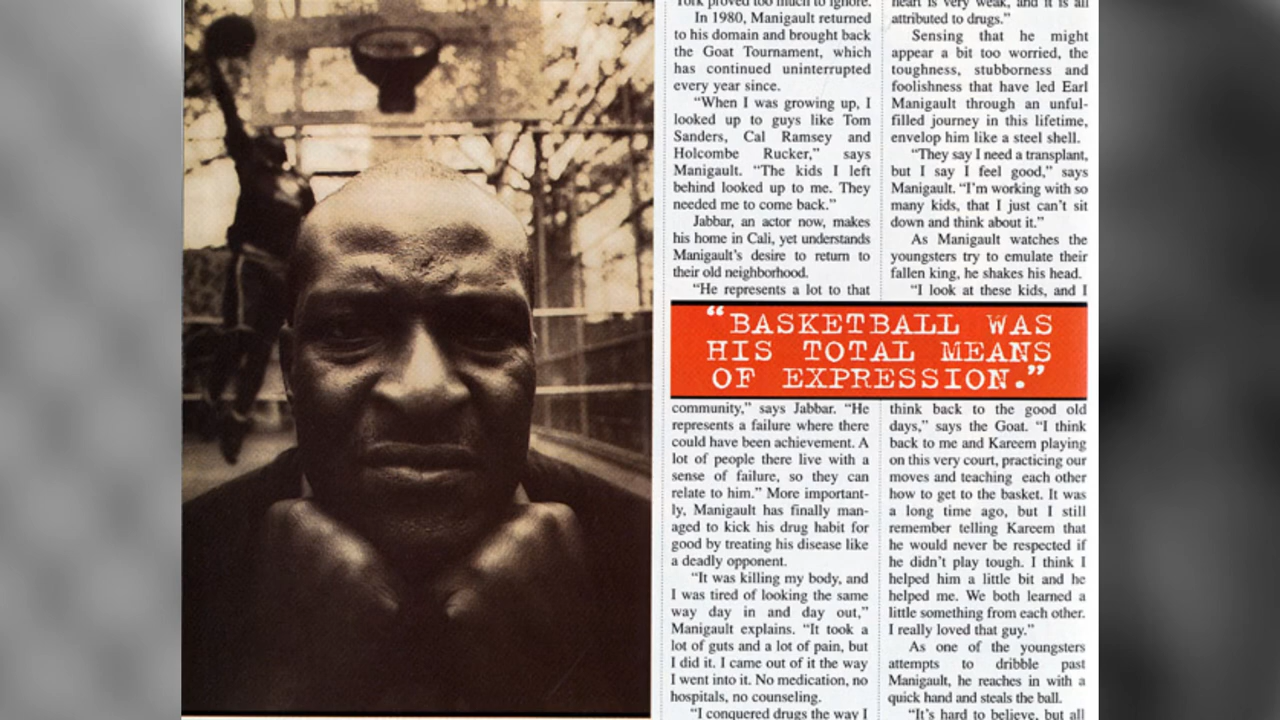 York proved too much to ignore.
In 1980, Manigault returned
to his domain and brought back
the Goat Tournament, which
has continued uninterrupted
every year since.
“When I was growing up, I
looked up to guys like Tom
Sanders, Cal Ramsey and
Holcombe Rucker,” says
Manigault. “The kids I left
behind looked up to me. They
needed me to come back.”
Jabbar, an actor now, makes
his home in Cali, yet understands
Manigault’s desire to return to
their old neighborhood.
“He represents a lot to that
community,” says Jabbar. “He
represents a failure where there
could have been achievement. A
lot of people there live with a
sense of failure, so they can
relate to him.” More important-
ly, Manigault has finally man-
aged to kick his drug habit for
good by treating his disease like
a deadly opponent.
“It was killing my body, and
I was tired of looking the same
way day in and day out,”
Manigault explains. “It took a
lot of guts and a lot of pain, but
I did it. I came out of it the way
I went into it. No medication, no
hospitals, no counseling.
“I conquered drugs the way I
heart is very weak, and it is all
attributed to drugs.”
Sensing that he might
appear a bit too worried, the
toughness, stubborness and
foolishness that have led Earl
Manigault through an unful-
filled journey in this lifetime,
envelop him like a steel shell.
“They say I need a transplant,
but I say I feel good,” says
Manigault. “I’m working with so
many kids, that I just can’t sit
down and think about it.”
As Manigault watches the
youngsters try to emulate their
fallen king, he shakes his head.
“I look at these kids, and I
think back to the good old
days,” says the Goat. “I think
back to me and Kareem playing
on this very court, practicing our
moves and teaching each other
how to get to the basket. It was
a long time ago, but I still
remember telling Kareem that
he would never be respected if
he didn’t play tough. I think I
helped him a little bit and he
helped me. We both learned a
little something from each other.
I really loved that guy.”
As one of the youngsters
attempts to dribble past
Manigault, he reaches in with a
quick hand and steals the ball.
“It’s hard to believe, but all
“BASKETBALL WAS
HIS TOTAL MEANS
OF EXPRESSION.”